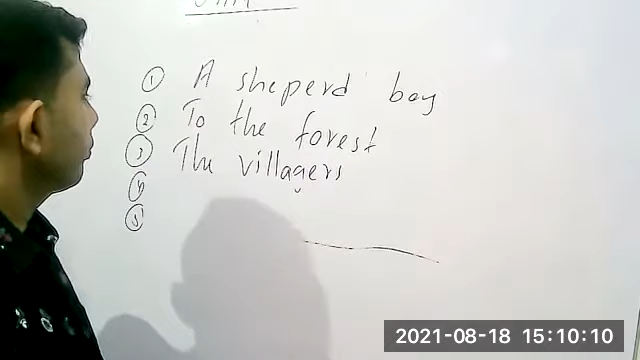 ① A sheperd boy
② To the forest
③ The villagers
④
⑤
2021-08-18 15:10:10